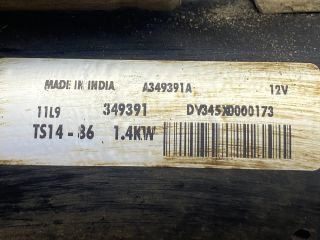 MADE IN INDIA A349391A 12V
11L9 349391 DV345X0000173
TS14-86 1.4KW